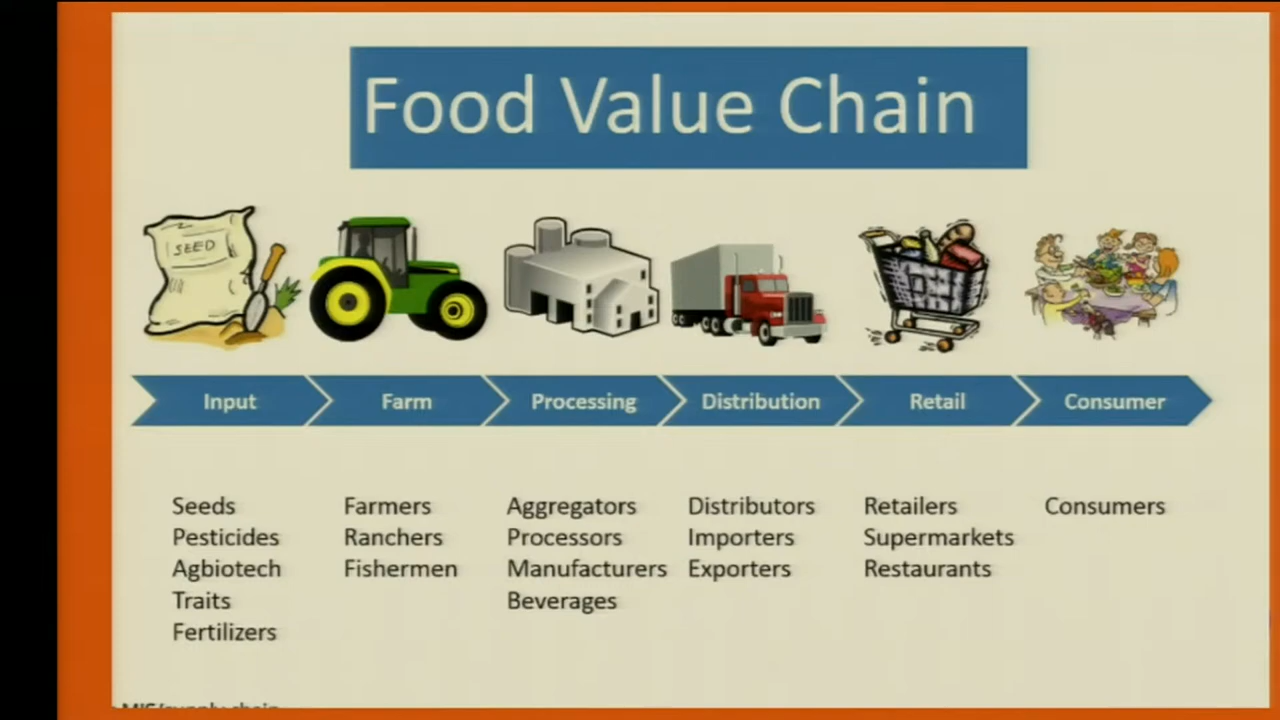 Food Value Chain
SEED
Input Farm Processing Distribution Retail Consumer
Seeds Farmers Aggregators Distributors Retailers Consumers
Pesticides Ranchers Processors Importers Supermarkets
Agbiotech Fishermen Manufacturers Exporters Restaurants
Traits Beverages
Fertilizers